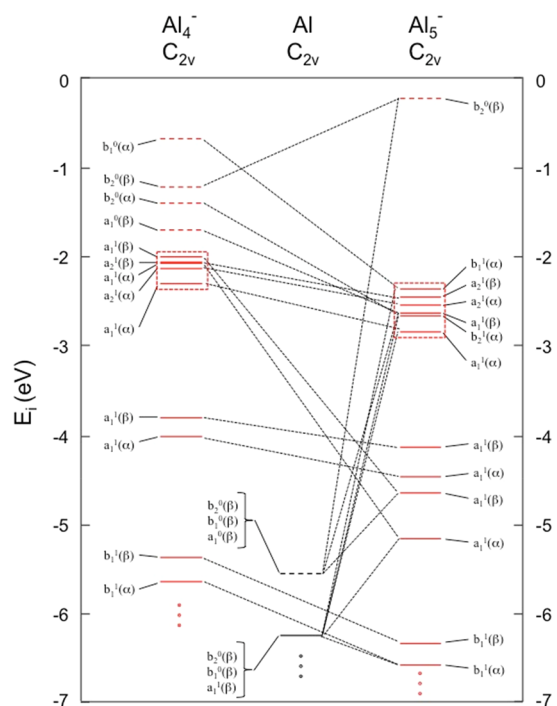 Al₄⁻ Al Al₅⁻
C₂ᵥ C₂ᵥ C₂ᵥ
0 0
-1 -1
-2 -2
-3 -3
-4 -4
-5 -5
-6 -6
-7 -7
Eᵢ (eV)
b₁⁰(α)
b₂⁰(β)
b₂⁰(α)
a₁⁰(β)
a₁¹(β)
a₂¹(β)
a₁¹(α)
a₂¹(α)
a₁¹(α)
a₁¹(β)
a₁¹(α)
b₁¹(β)
b₁¹(α)
b₂⁰(β)
b₁⁰(β)
a₁⁰(β)
b₂⁰(β)
b₁⁰(β)
a₁¹(β)
b₂⁰(β)
b₁¹(α)
a₂¹(β)
a₂¹(α)
a₁¹(β)
b₂¹(α)
a₁¹(α)
a₁¹(β)
a₁¹(α)
a₁¹(β)
a₁¹(α)
b₁¹(β)
b₁¹(α)